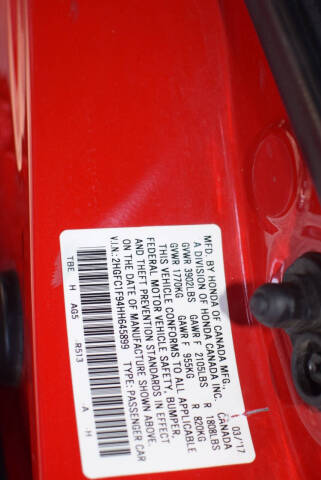 MFD. BY HONDA OF CANADA MFG.,
A DIVISION OF HONDA CANADA INC. CANADA 03/17
GVWR 3902LBS GAWR F 2105LBS R 1808LBS
GVWR 1770KG GAWR F 955KG R 820KG
THIS VEHICLE CONFORMS TO ALL APPLICABLE
FEDERAL MOTOR VEHICLE SAFETY, BUMPER,
AND THEFT PREVENTION STANDARDS IN EFFECT
ON THE DATE OF MANUFACTURE SHOWN ABOVE.
V.I.N.: 2HGFC1F94HH645899 TYPE: PASSENGER CAR
TBE H AG5 R513 A -H